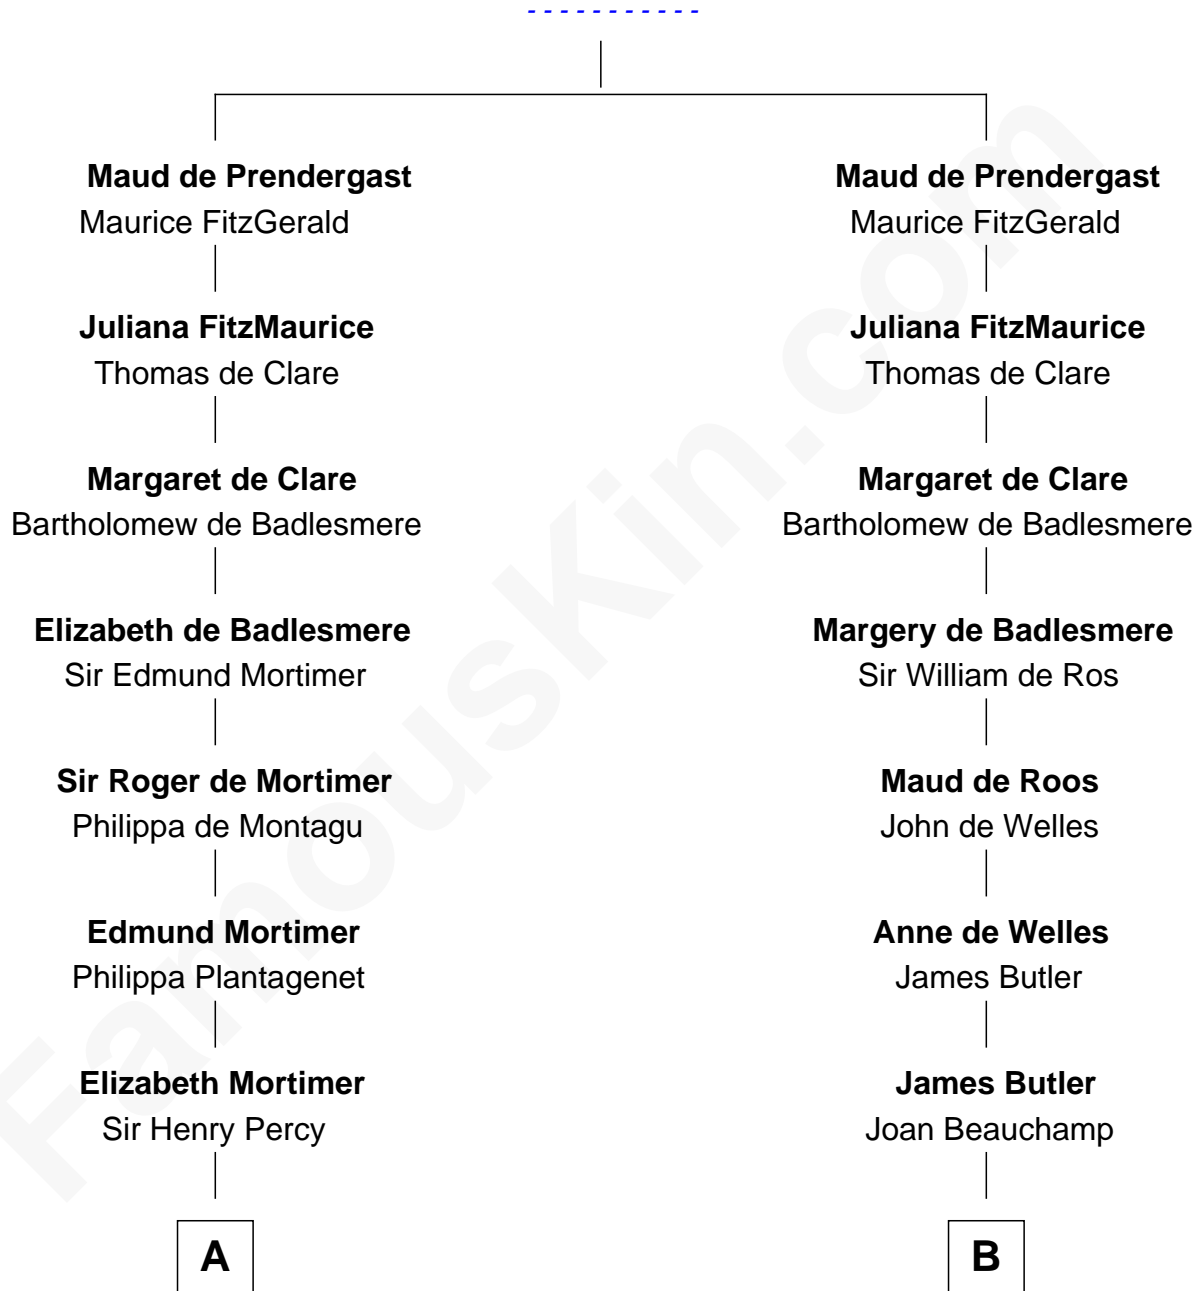 - - - - - - - - - - -
Maud de Prendergast
Maurice FitzGerald
Juliana FitzMaurice
Thomas de Clare
Margaret de Clare
Bartholomew de Badlesmere
Elizabeth de Badlesmere
Sir Edmund Mortimer
Sir Roger de Mortimer
Philippa de Montagu
Edmund Mortimer
Philippa Plantagenet
Elizabeth Mortimer
Sir Henry Percy
A
Maud de Prendergast
Maurice FitzGerald
Juliana FitzMaurice
Thomas de Clare
Margaret de Clare
Bartholomew de Badlesmere
Margery de Badlesmere
Sir William de Ros
Maud de Roos
John de Welles
Anne de Welles
James Butler
James Butler
Joan Beauchamp
B
FamousKin.com